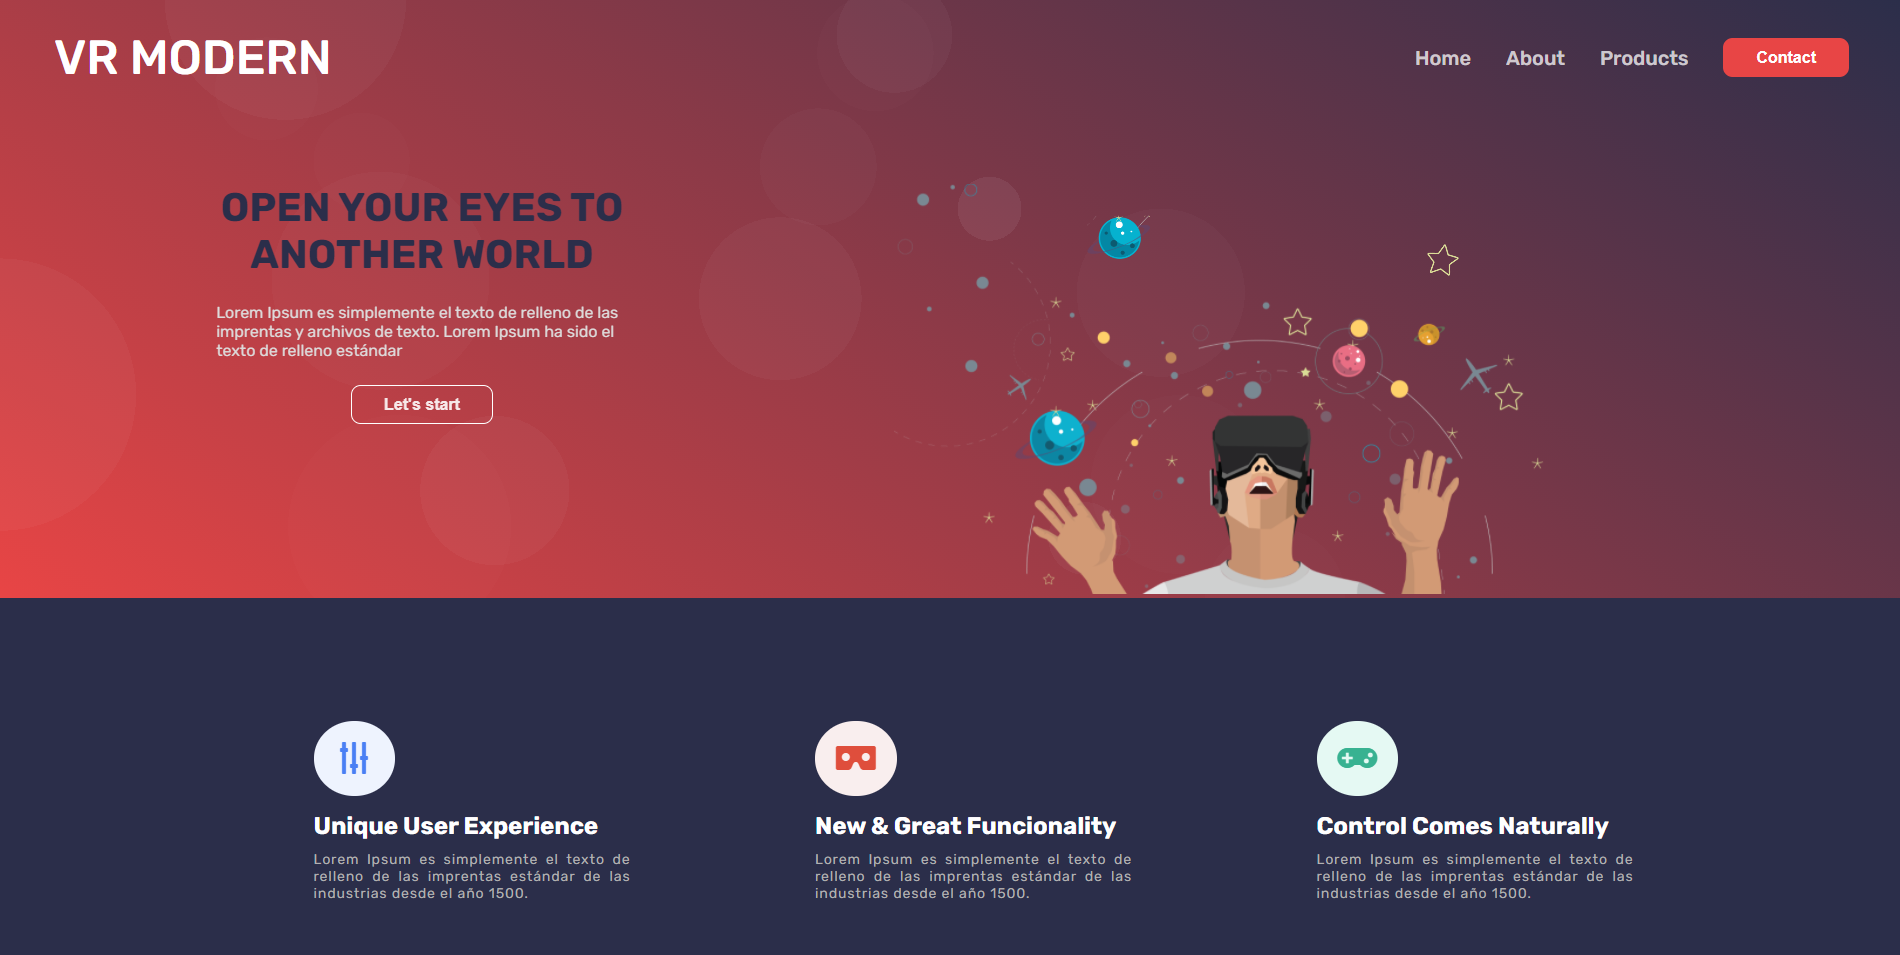 VR MODERN
Home About Products Contact
OPEN YOUR EYES TO
ANOTHER WORLD
Lorem Ipsum es simplemente el texto de relleno de las
imprentas y archivos de texto. Lorem Ipsum ha sido el
texto de relleno estándar
Let's start
Unique User Experience
Lorem Ipsum es simplemente el texto de
relleno de las imprentas estándar de las
industrias desde el año 1500.
New & Great Funcionality
Lorem Ipsum es simplemente el texto de
relleno de las imprentas estándar de las
industrias desde el año 1500.
Control Comes Naturally
Lorem Ipsum es simplemente el texto de
relleno de las imprentas estándar de las
industrias desde el año 1500.